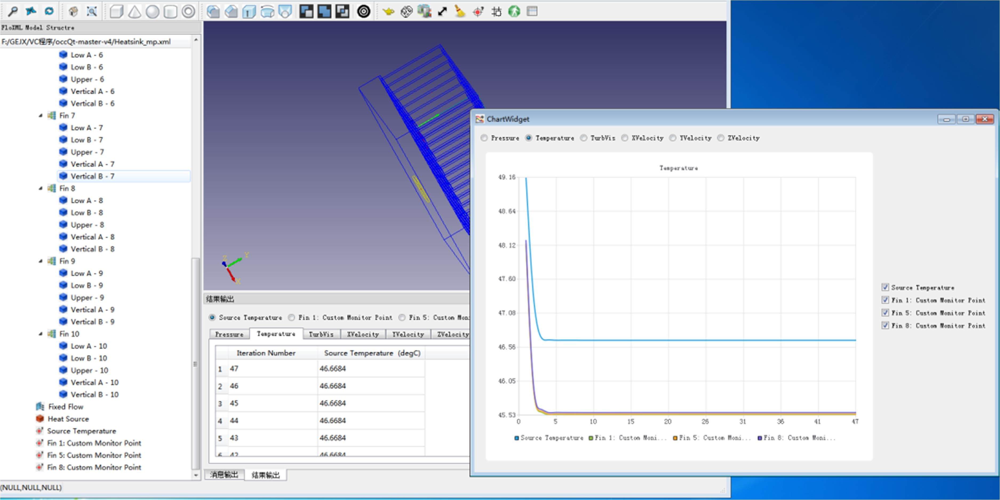 FloXML Model Structre
F:/GEJX/VC程序/occQt-master-v4/Heatsink_mp.xml
Low A - 6
Low B - 6
Upper - 6
Vertical A - 6
Vertical B - 6
Fin 7
Low A - 7
Low B - 7
Upper - 7
Vertical A - 7
Vertical B - 7
Fin 8
Low A - 8
Low B - 8
Upper - 8
Vertical A - 8
Vertical B - 8
Fin 9
Low A - 9
Low B - 9
Upper - 9
Vertical A - 9
Vertical B - 9
Fin 10
Low A - 10
Low B - 10
Upper - 10
Vertical A - 10
Vertical B - 10
Fixed Flow
Heat Source
Source Temperature
Fin 1: Custom Monitor Point
Fin 5: Custom Monitor Point
Fin 8: Custom Monitor Point
(NULL,NULL,NULL)
Z
Y
X
结果输出
Source Temperature Fin 1: Custom Monitor Point Fin 5: Custom Mon
Pressure Temperature TurbVis XVelocity YVelocity ZVelocity
Iteration Number Source Temperature (degC)
1 47 46.6684
2 46 46.6684
3 45 46.6684
4 44 46.6684
5 43 46.6684
6 42 46.6684
消息输出 结果输出
ChartWidget
Pressure Temperature TurbVis XVelocity YVelocity ZVelocity
Temperature
49.16
48.64
48.12
47.60
47.08
46.56
46.05
45.53
0 5 10 15 20 26 31 36 41 47
Source Temperature Fin 1: Custom Moni... Fin 5: Custom Moni... Fin 8: Custom Moni...
Source Temperature
Fin 1: Custom Monitor Point
Fin 5: Custom Monitor Point
Fin 8: Custom Monitor Point